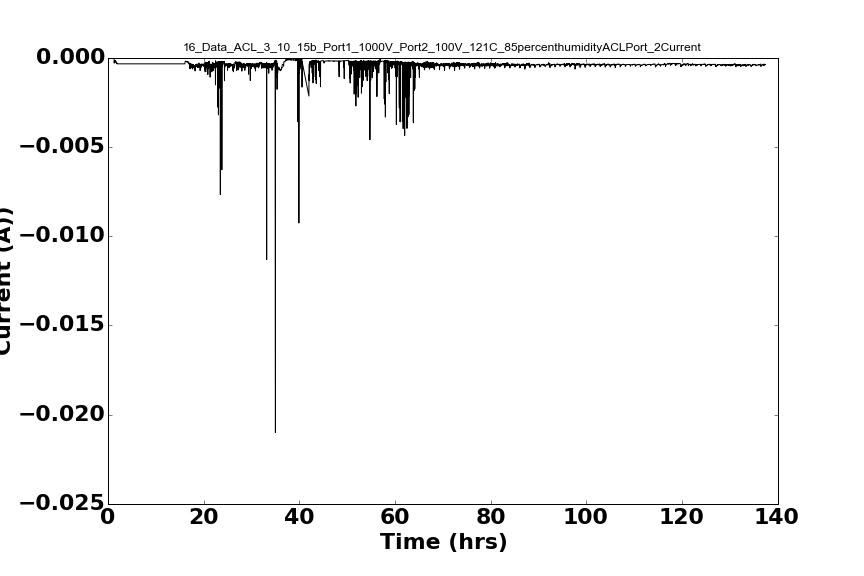 16_Data_ACL_3_10_15b_Port1_1000V_Port2_100V_121C_85percenthumidityACLPort_2Current
0.000
−0.005
−0.010
−0.015
−0.020
−0.025
Current (A))
0 20 40 60 80 100 120 140
Time (hrs)